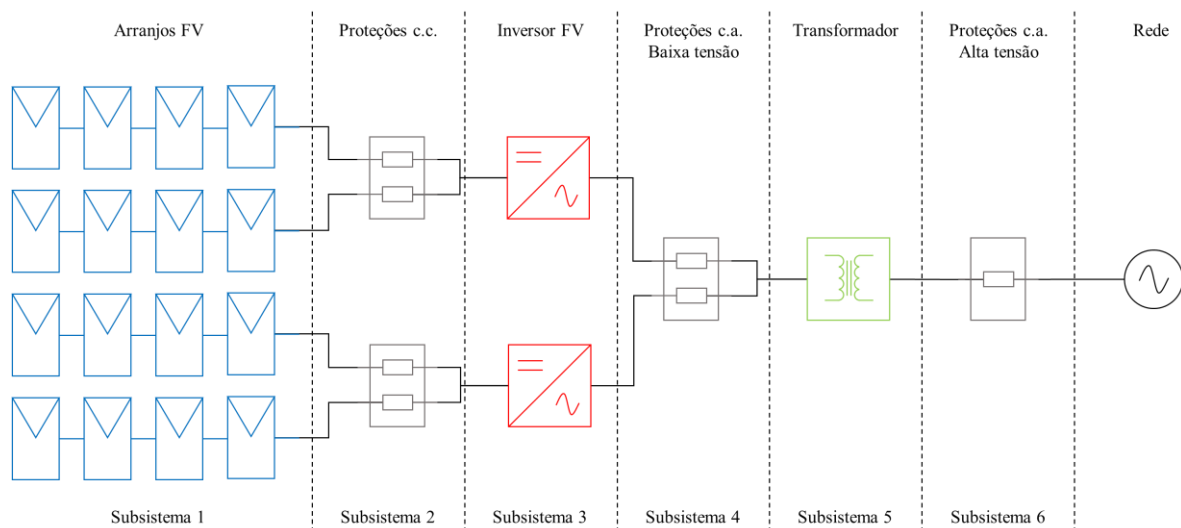 Arranjos FV
Proteções c.c.
Inversor FV
Proteções c.a.
Baixa tensão
Transformador
Proteções c.a.
Alta tensão
Rede
Subsistema 1
Subsistema 2
Subsistema 3
Subsistema 4
Subsistema 5
Subsistema 6